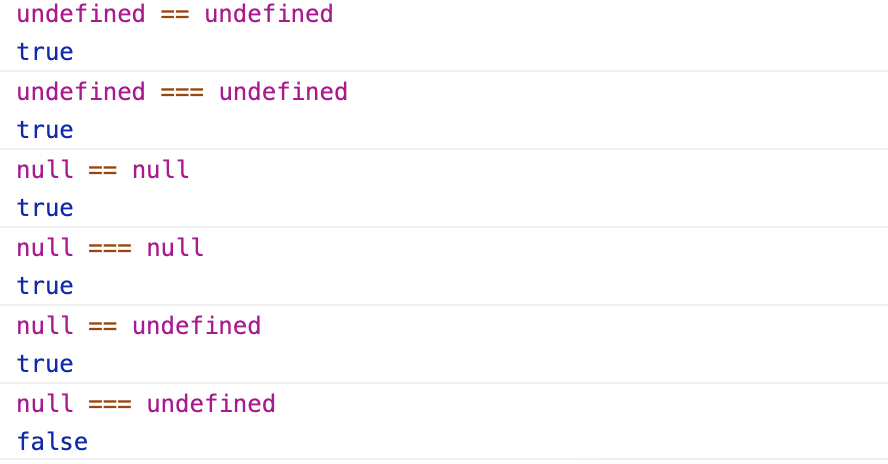 undefined == undefined
true
undefined === undefined
true
null == null
true
null === null
true
null == undefined
true
null === undefined
false